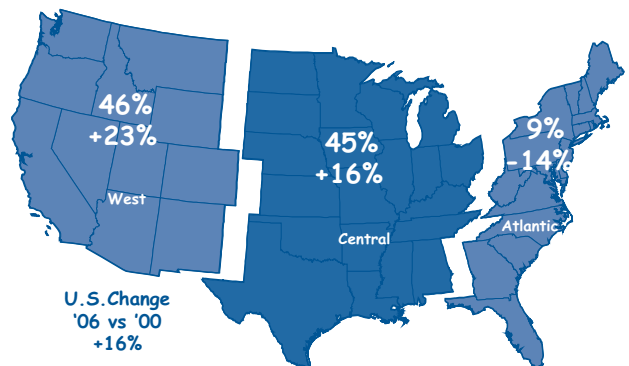 46%
+23%
West
45%
+16%
Central
9%
-14%
Atlantic
U.S.Change
'06 vs '00
+16%